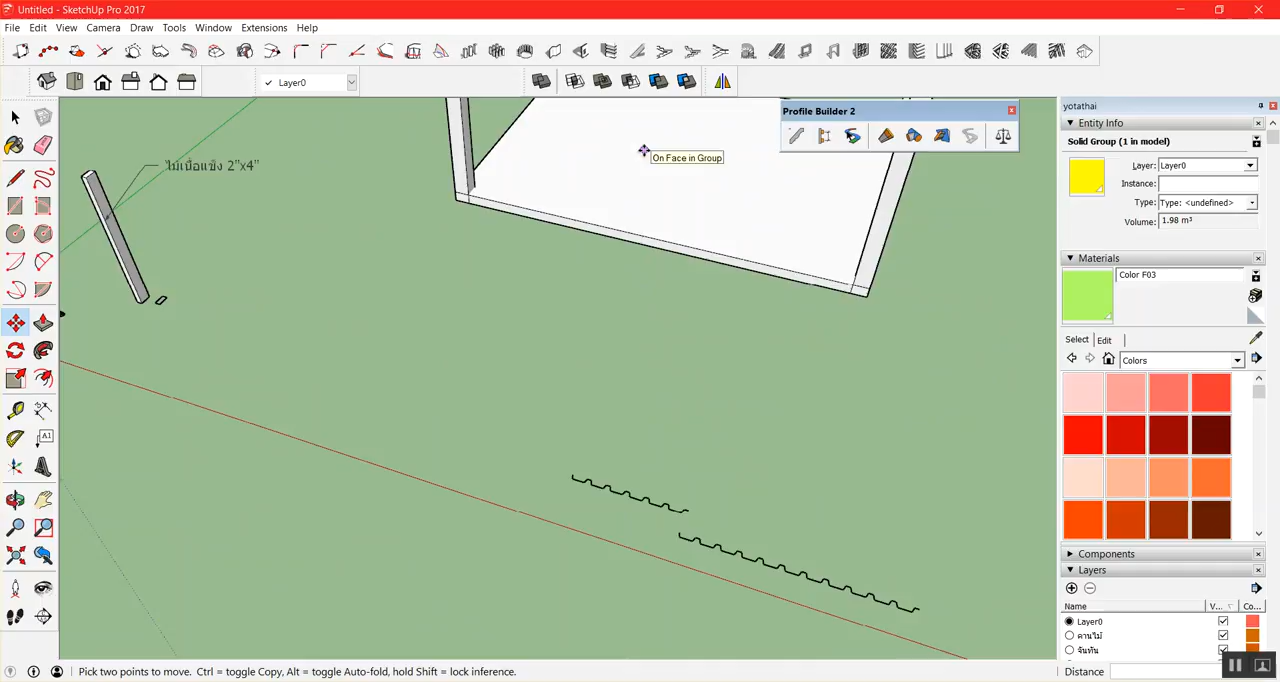 Untitled - SketchUp Pro 2017
File Edit View Camera Draw Tools Window Extensions Help
Layer0
Profile Builder 2
On Face in Group
ไม้เนื้อแข็ง 2"x4"
yotathai
Entity Info
Solid Group (1 in model)
Layer: Layer0
Instance:
Type: Type: <undefined>
Volume: 1.98 m³
Materials
Color F03
Select Edit
Colors
Components
Layers
Name V... Co...
Layer0
คานไม้
จันทัน
Pick two points to move. Ctrl = toggle Copy, Alt = toggle Auto-fold, hold Shift = lock inference.
Distance